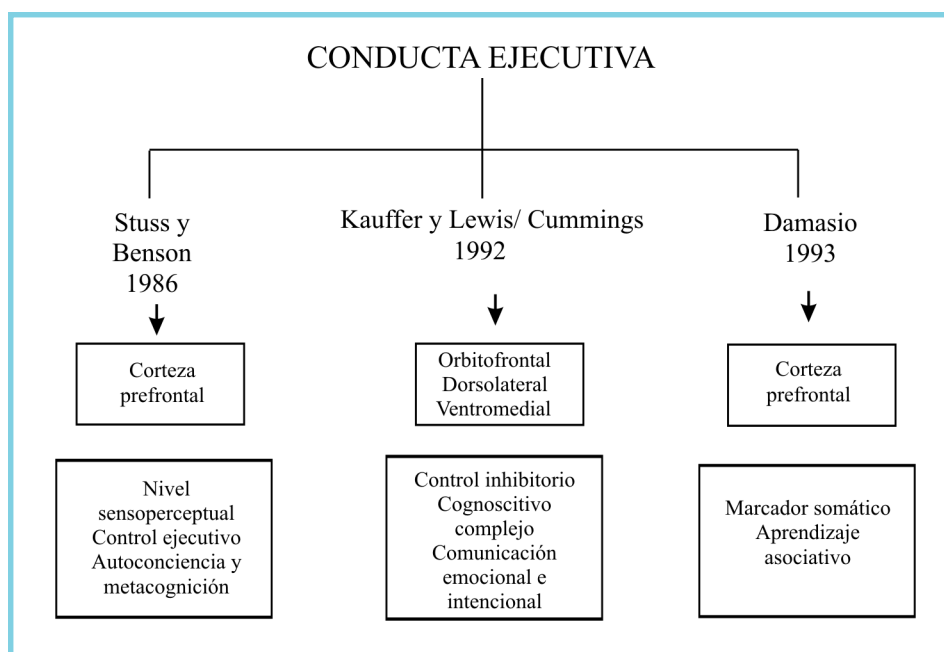 CONDUCTA EJECUTIVA
Stuss y
Benson
1986
Kauffer y Lewis/ Cummings
1992
Damasio
1993
Corteza
prefrontal
Orbitofrontal
Dorsolateral
Ventromedial
Corteza
prefrontal
Nivel
sensoperceptual
Control ejecutivo
Autoconciencia y
metacognición
Control inhibitorio
Cognoscitivo
complejo
Comunicación
emocional e
intencional
Marcador somático
Aprendizaje
asociativo